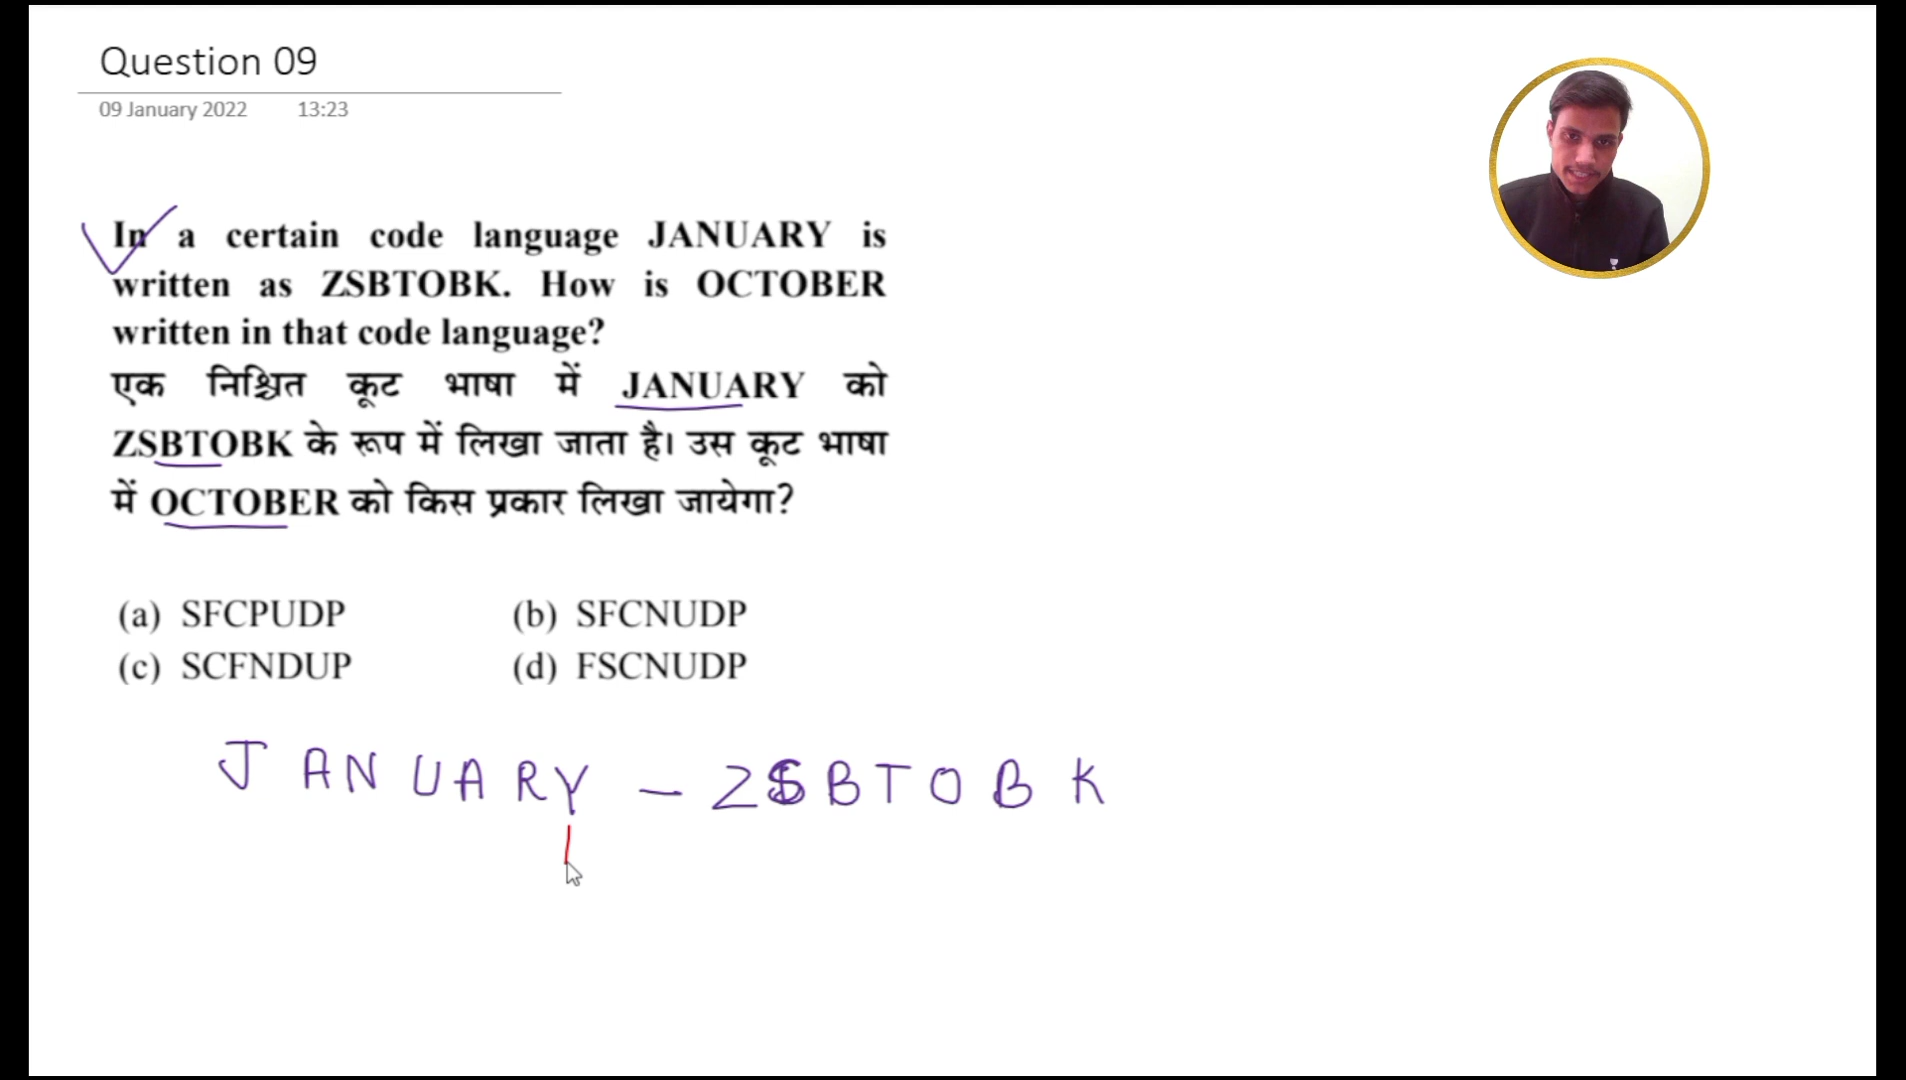 Question 09
09 January 2022 13:23
In a certain code language JANUARY is
written as ZSBTOBK. How is OCTOBER
written in that code language?
एक निश्चित कूट भाषा में JANUARY को
ZSBTOBK के रूप में लिखा जाता है। उस कूट भाषा
में OCTOBER को किस प्रकार लिखा जायेगा?
(a) SFCPUDP (b) SFCNUDP
(c) SCFNDUP (d) FSCNUDP
JANUARY – ZSBTOBK